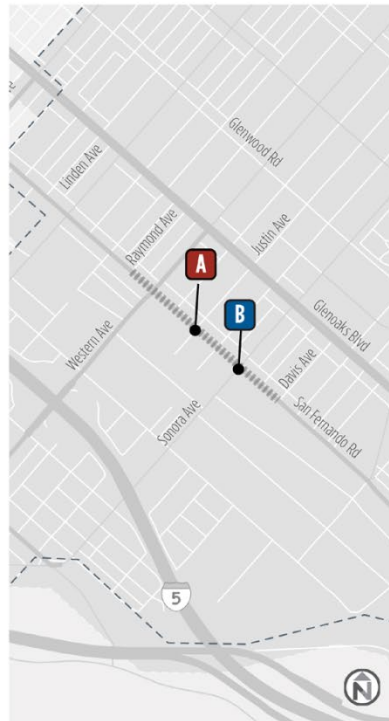 e
Glenwood Rd
Linden Ave
Raymond Ave
Justin Ave
A
B
Glenoaks Blvd
Western Ave
Davis Ave
San Fernando Rd
Sonora Ave
5
N